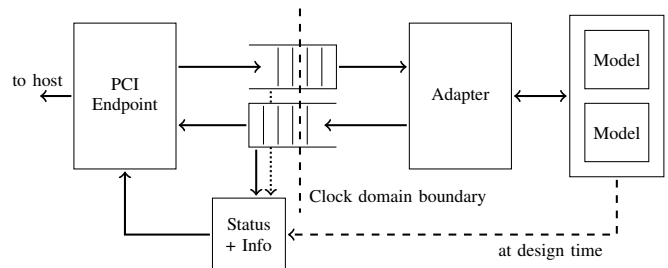 to host
PCI
Endpoint
Adapter
Model
Model
Clock domain boundary
Status
+ Info
at design time